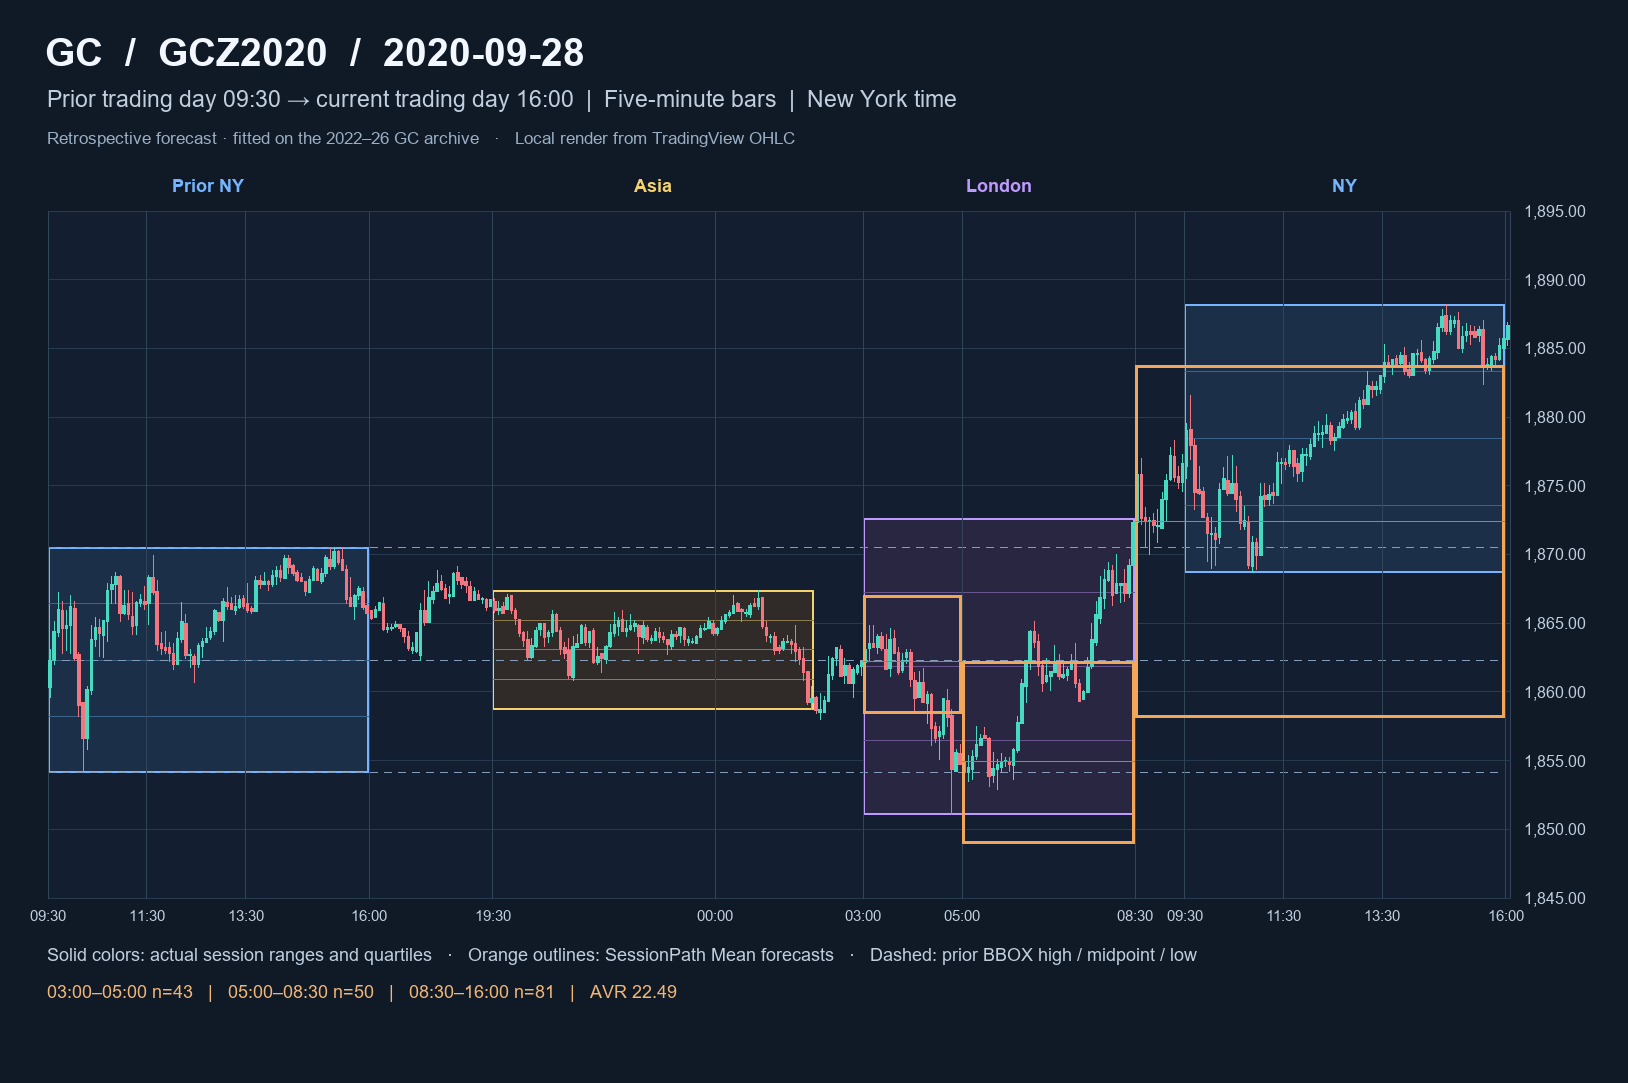 GC / GCZ2020 / 2020-09-28
Prior trading day 09:30 → current trading day 16:00 | Five-minute bars | New York time
Retrospective forecast · fitted on the 2022–26 GC archive · Local render from TradingView OHLC
Prior NY Asia London NY
1,895.00
1,890.00
1,885.00
1,880.00
1,875.00
1,870.00
1,865.00
1,860.00
1,855.00
1,850.00
1,845.00
09:30 11:30 13:30 16:00 19:30 00:00 03:00 05:00 08:30 09:30 11:30 13:30 16:00
Solid colors: actual session ranges and quartiles · Orange outlines: SessionPath Mean forecasts · Dashed: prior BBOX high / midpoint / low
03:00–05:00 n=43 | 05:00–08:30 n=50 | 08:30–16:00 n=81 | AVR 22.49